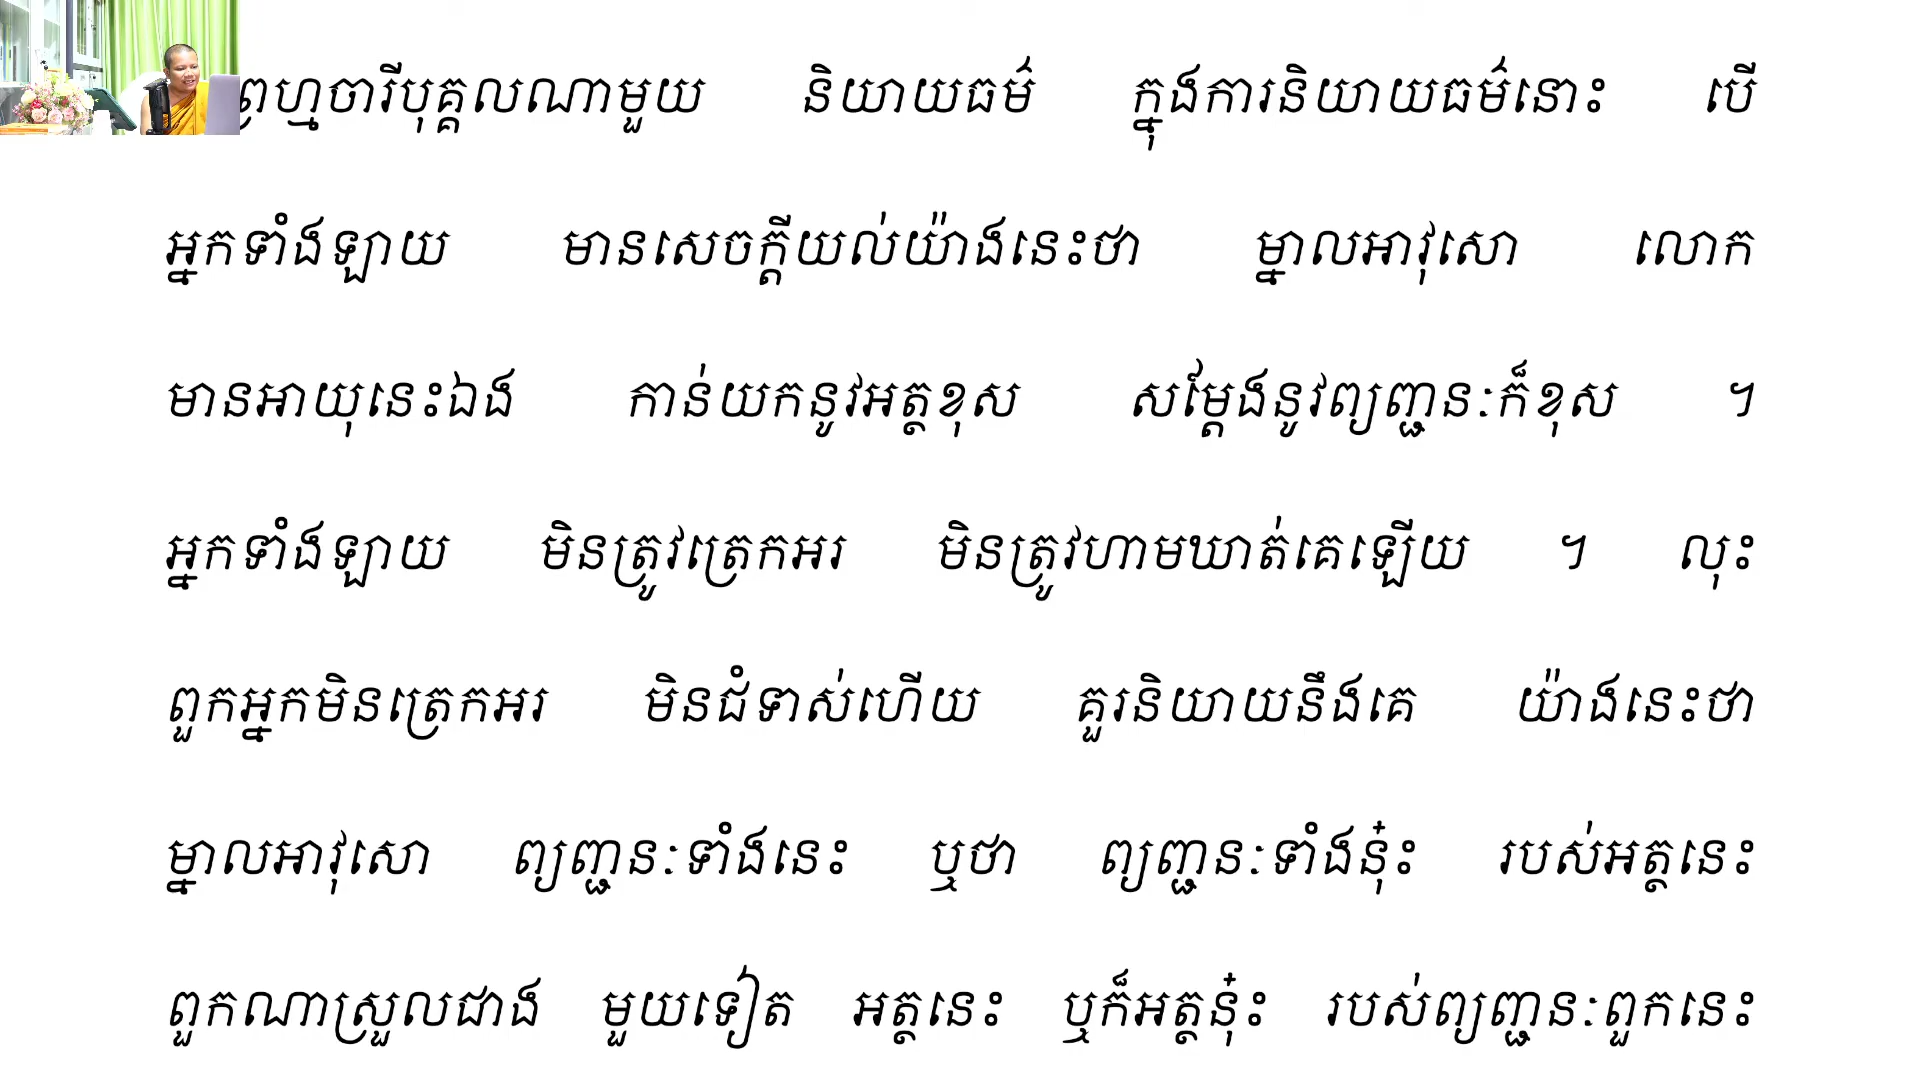 ព្រហ្មចារីបុគ្គលណាមួយ និយាយធម៌ ក្នុងការនិយាយធម៌នោះ បើ
អ្នកទាំងឡាយ មានសេចក្តីយល់យ៉ាងនេះថា ម្នាលអាវុសោ លោក
មានអាយុនេះឯង កាន់យកនូវអត្ថខុស សម្តែងនូវព្យញ្ជនៈក៏ខុស ។
អ្នកទាំងឡាយ មិនត្រូវត្រេកអរ មិនត្រូវហាមឃាត់គេឡើយ ។ លុះ
ពួកអ្នកមិនត្រេកអរ មិនជំទាស់ហើយ គួរនិយាយនឹងគេ យ៉ាងនេះថា
ម្នាលអាវុសោ ព្យញ្ជនៈទាំងនេះ ឬថា ព្យញ្ជនៈទាំងនុ៎ះ របស់អត្ថនេះ
ពួកណាស្រួលជាង មួយទៀត អត្ថនេះ ឬក៏អត្ថនុ៎ះ របស់ព្យញ្ជនៈពួកនេះ